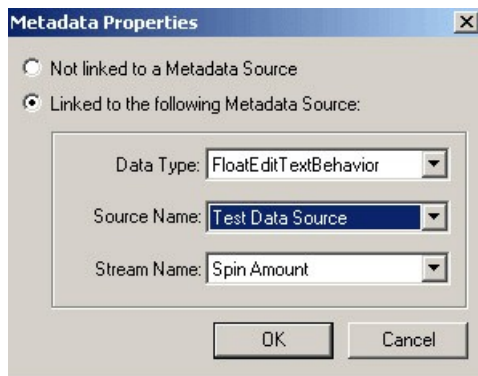 Metadata Properties
Not linked to a Metadata Source
Linked to the following Metadata Source:
Data Type: FloatEditTextBehavior
Source Name: Test Data Source
Stream Name: Spin Amount
OK Cancel